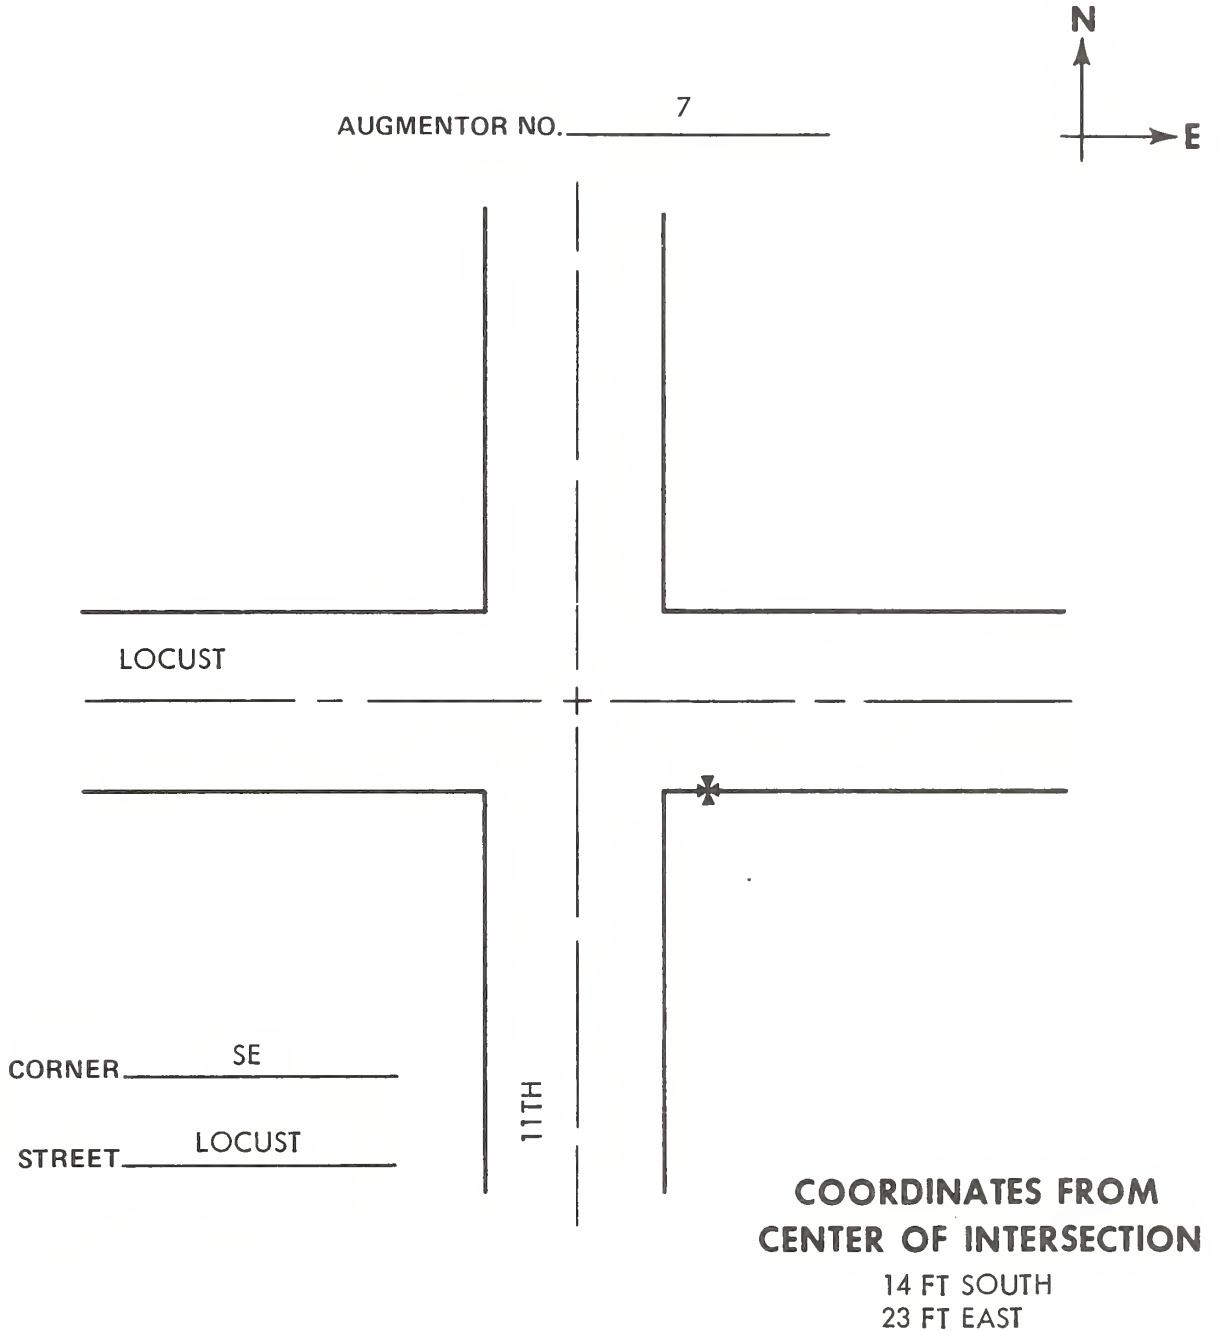 N
AUGMENTOR NO. 7
E
LOCUST
CORNER SE
11TH
STREET LOCUST
COORDINATES FROM
CENTER OF INTERSECTION
14 FT SOUTH
23 FT EAST